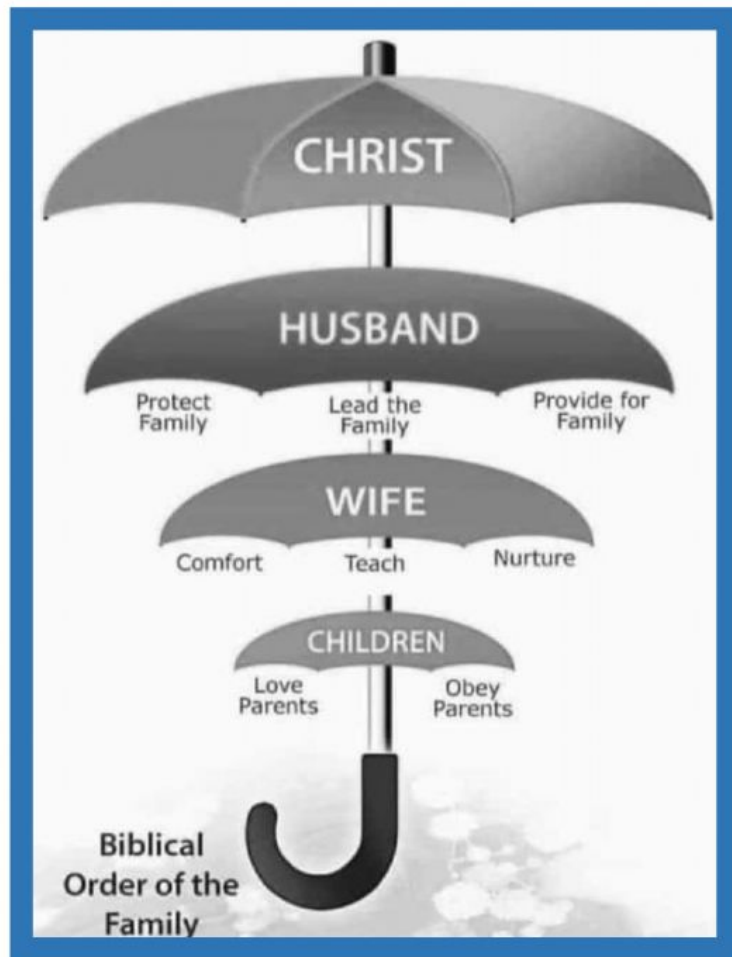 CHRIST
HUSBAND
Protect
Family
Lead the
Family
Provide for
Family
WIFE
Comfort
Teach
Nurture
CHILDREN
Love
Parents
Obey
Parents
Biblical
Order of the
Family